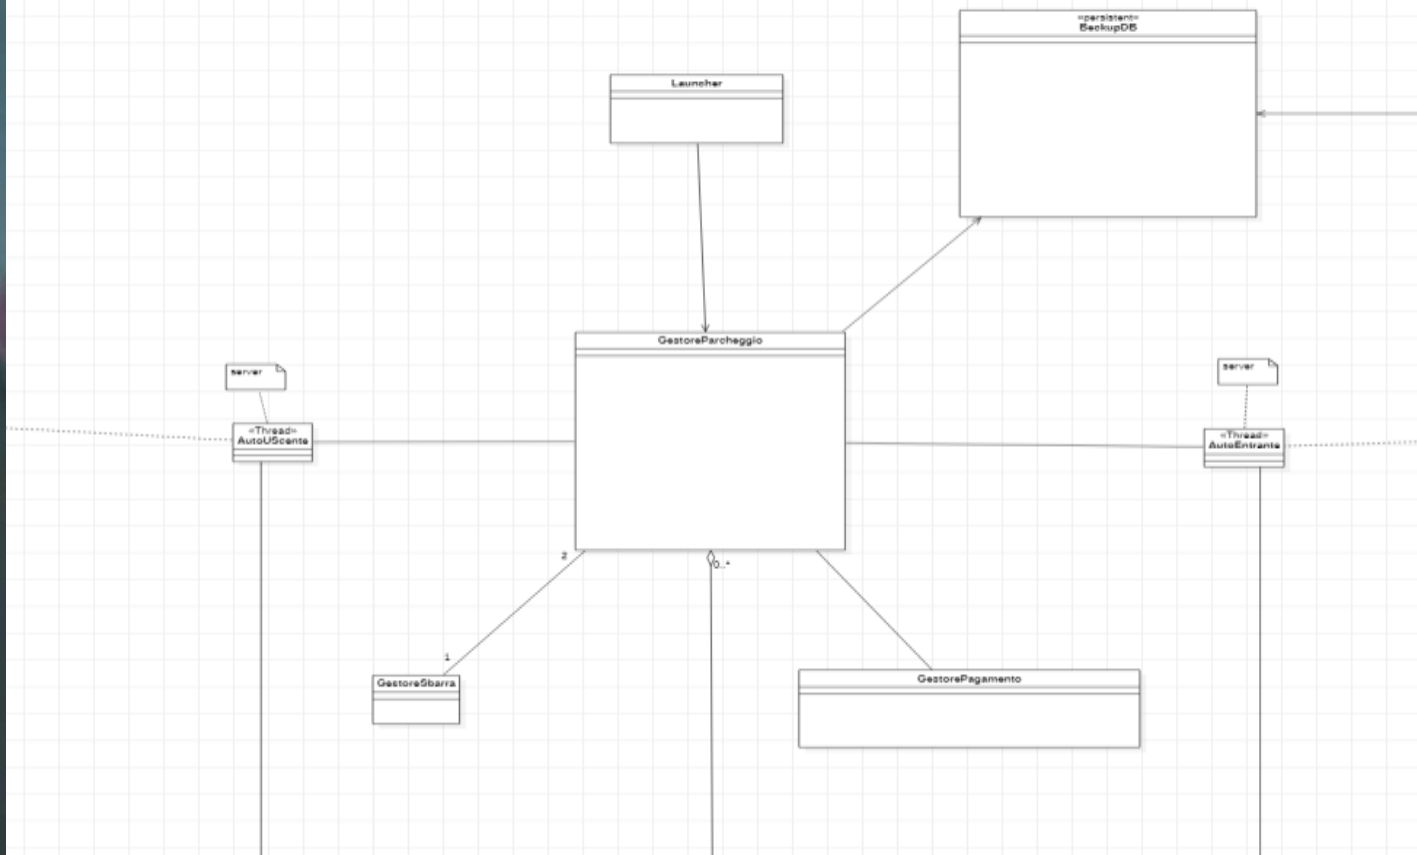 «persistent»
BackupDB
Launcher
GestoreParcheggio
server
server
«Thread»
AutoUScente
«Thread»
AutoEntrante
2
0..*
1
GestoreSbarra
GestorePagamento